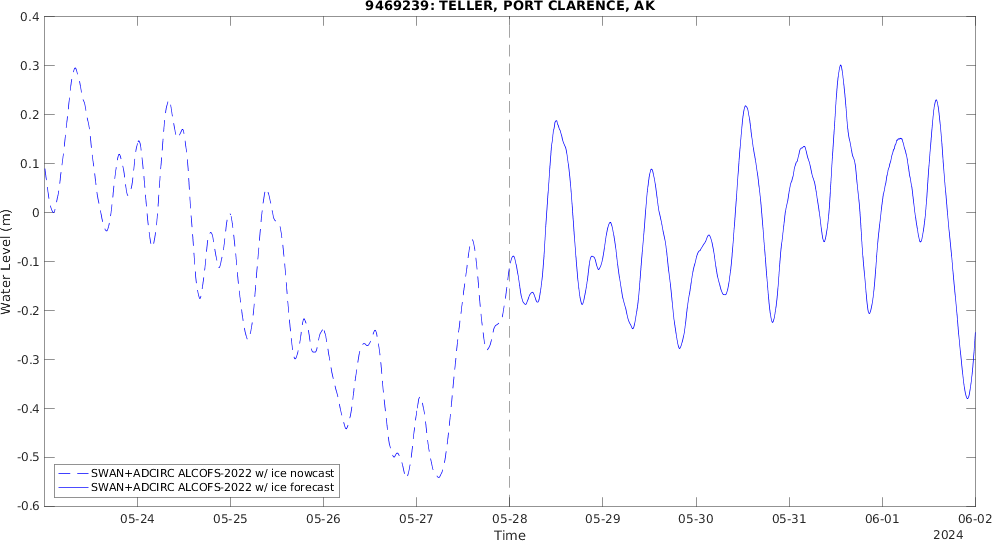 9469239: TELLER, PORT CLARENCE, AK
0.4
0.3
0.2
0.1
0
-0.1
-0.2
-0.3
-0.4
-0.5
-0.6
Water Level (m)
SWAN+ADCIRC ALCOFS-2022 w/ ice nowcast
SWAN+ADCIRC ALCOFS-2022 w/ ice forecast
05-24 05-25 05-26 05-27 05-28 05-29 05-30 05-31 06-01 06-02
Time
2024